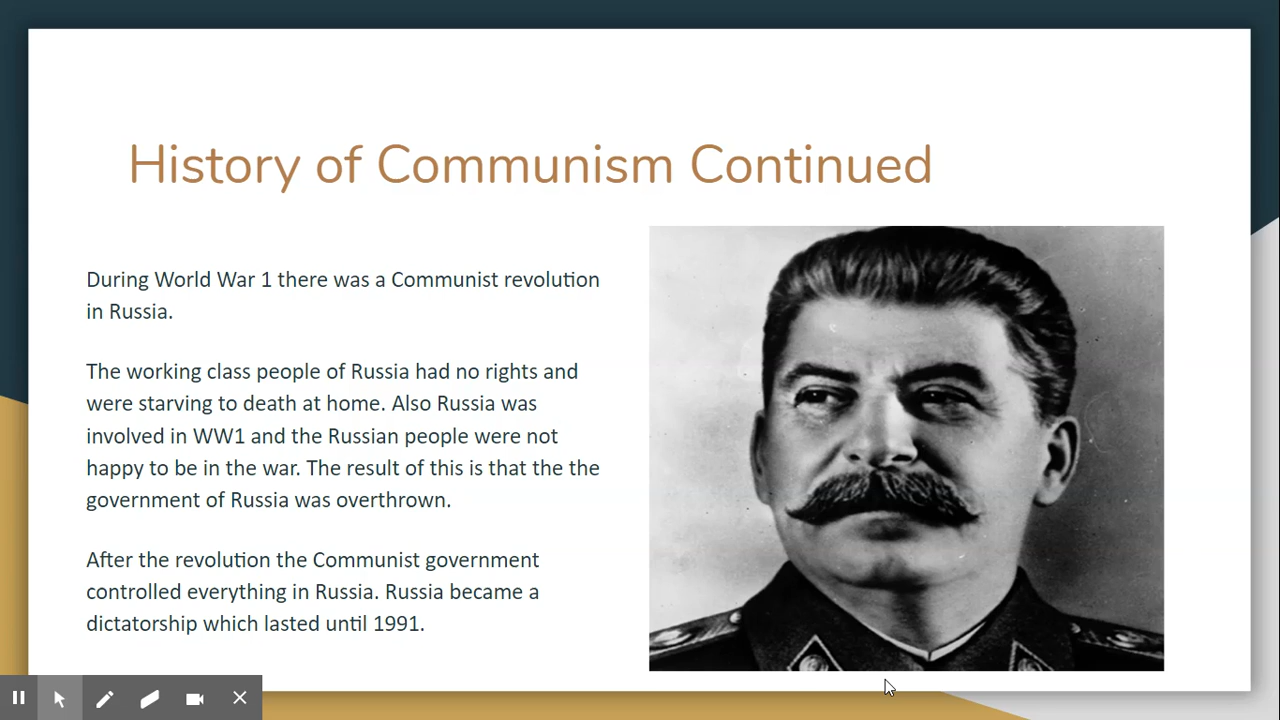 History of Communism Continued
During World War 1 there was a Communist revolution
in Russia.
The working class people of Russia had no rights and
were starving to death at home. Also Russia was
involved in WW1 and the Russian people were not
happy to be in the war. The result of this is that the the
government of Russia was overthrown.
After the revolution the Communist government
controlled everything in Russia. Russia became a
dictatorship which lasted until 1991.